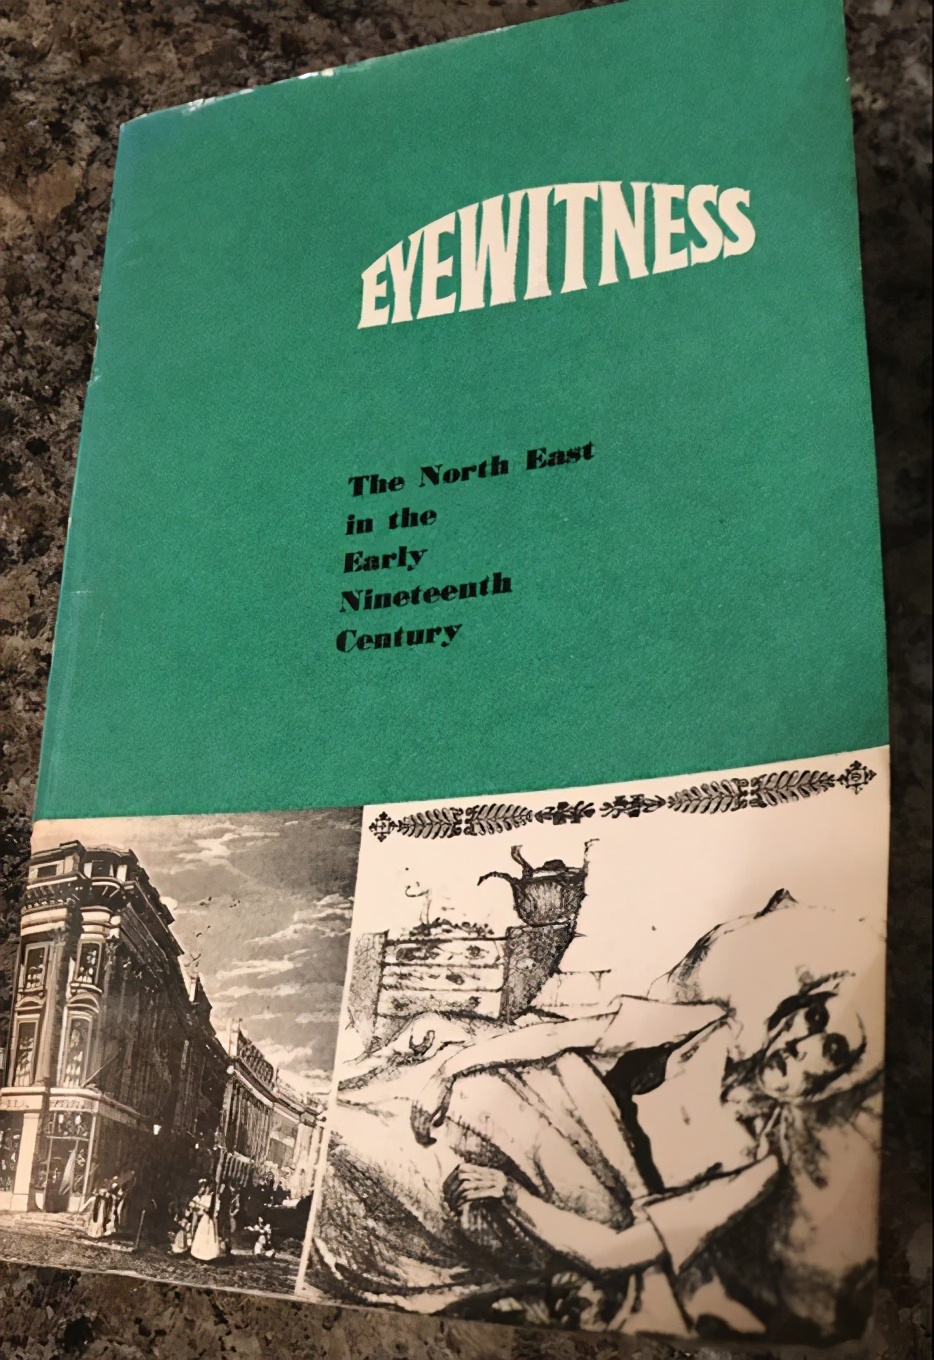 EYEWITNESS
The North East
in the
Early
Nineteenth
Century